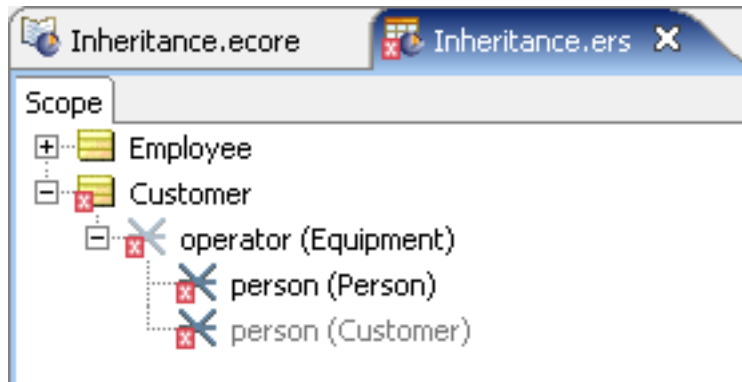 Inheritance.ecore Inheritance.ers
Scope
Employee
Customer
operator (Equipment)
person (Person)
person (Customer)